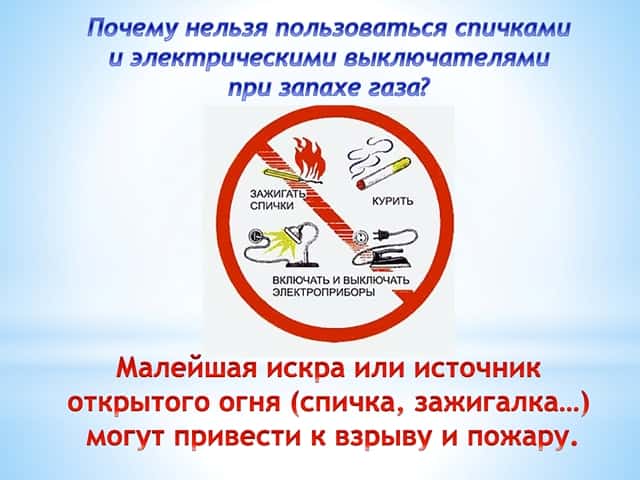 Почему нельзя пользоваться спичками
и электрическими выключателями
при запахе газа?
ЗАЖИГАТЬ
СПИЧКИ
КУРИТЬ
ВКЛЮЧАТЬ И ВЫКЛЮЧАТЬ
ЭЛЕКТРОПРИБОРЫ
Малейшая искра или источник
открытого огня (спичка, зажигалка…)
могут привести к взрыву и пожару.